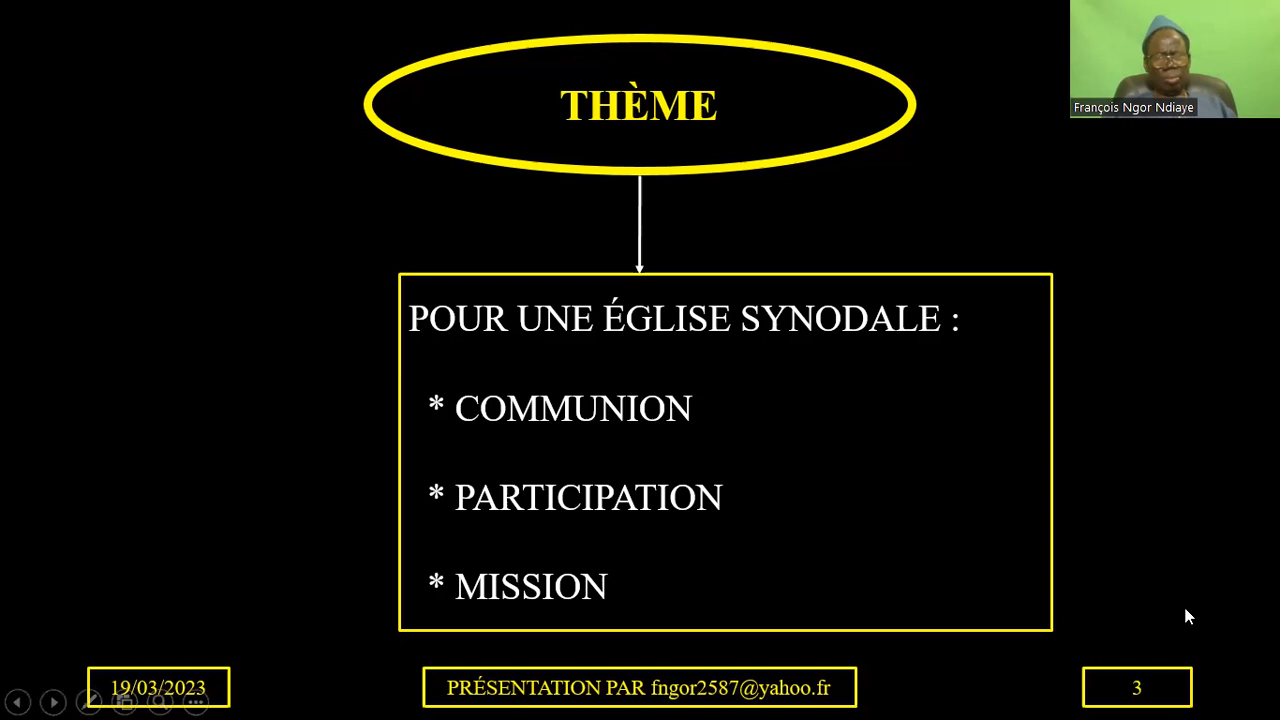 THÈME
François Ngor Ndiaye
POUR UNE ÉGLISE SYNODALE :
* COMMUNION
* PARTICIPATION
* MISSION
19/03/2023
PRÉSENTATION PAR fngor2587@yahoo.fr
3